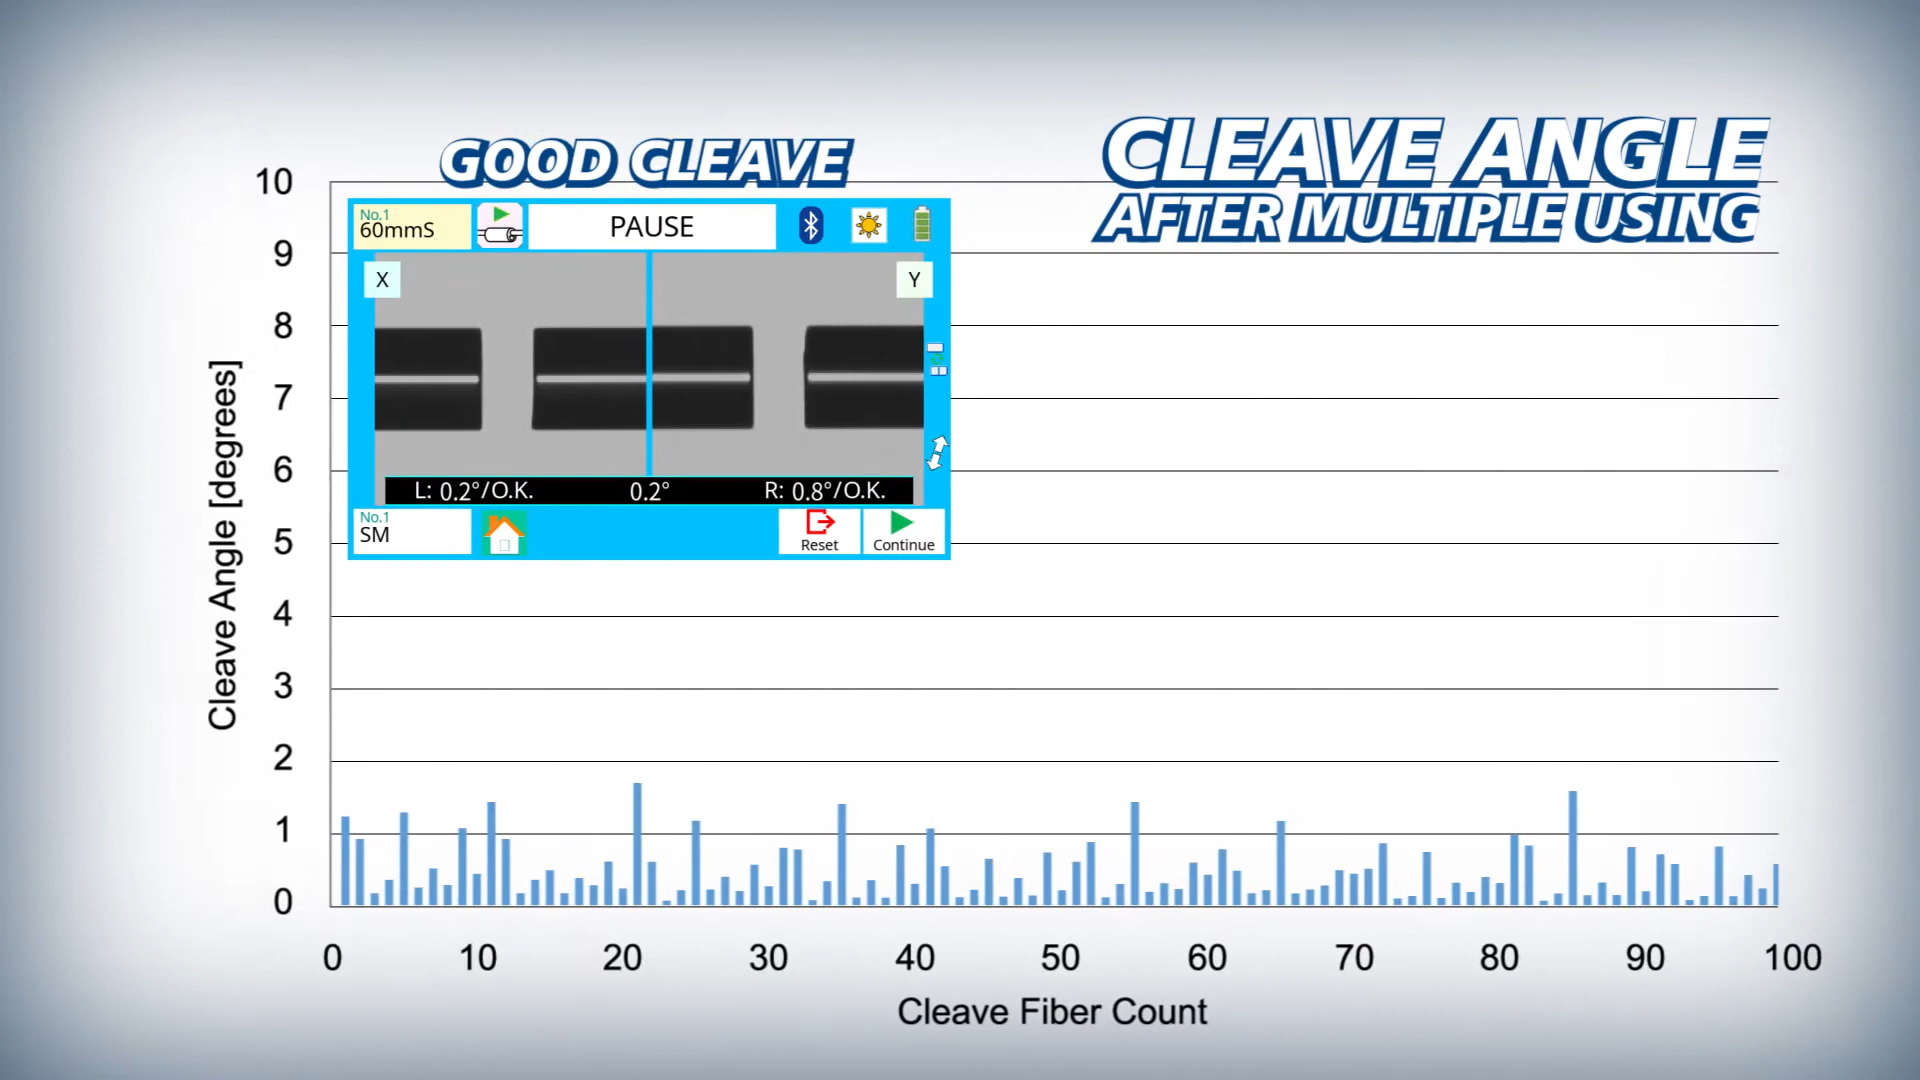 GOOD CLEAVE
CLEAVE ANGLE
AFTER MULTIPLE USING
No.1
60mmS
PAUSE
X
Y
L: 0.2°/O.K.
0.2°
R: 0.8°/O.K.
No.1
SM
Reset
Continue
Cleave Angle [degrees]
10
9
8
7
6
5
4
3
2
1
0
0
10
20
30
40
50
60
70
80
90
100
Cleave Fiber Count